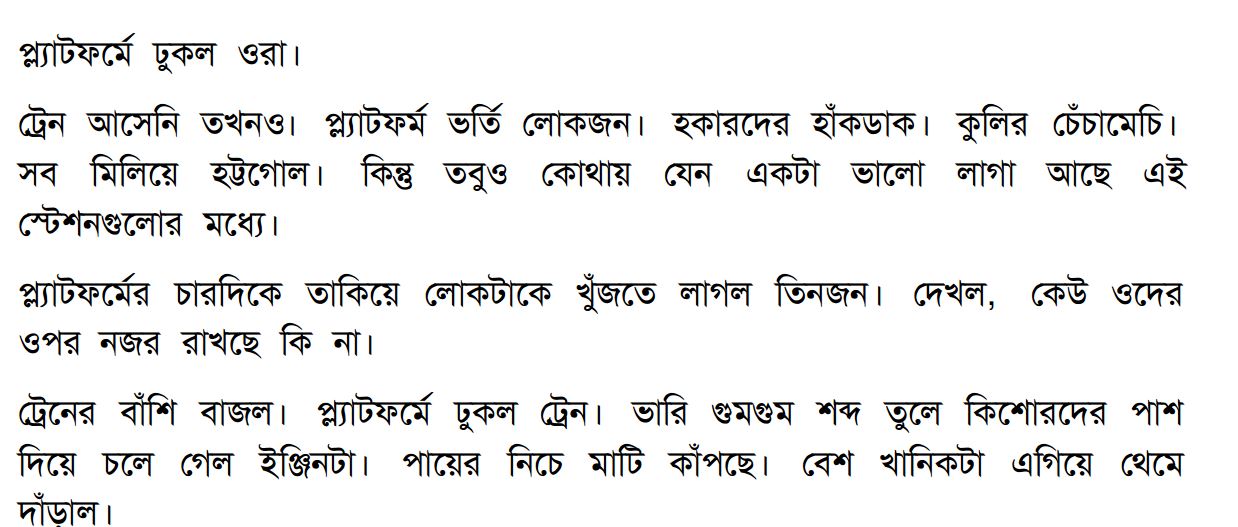 প্ল্যাটফর্মে ঢুকল ওরা।
ট্রেন আসেনি তখনও। প্ল্যাটফর্ম ভর্তি লোকজন। হকারদের হাঁকডাক। কুলির চেঁচামেচি।
সব মিলিয়ে হট্টগোল। কিন্তু তবুও কোথায় যেন একটা ভালো লাগা আছে এই
স্টেশনগুলোর মধ্যে।
প্ল্যাটফর্মের চারদিকে তাকিয়ে লোকটাকে খুঁজতে লাগল তিনজন। দেখল, কেউ ওদের
ওপর নজর রাখছে কি না।
ট্রেনের বাঁশি বাজল। প্ল্যাটফর্মে ঢুকল ট্রেন। ভারি গুমগুম শব্দ তুলে কিশোরদের পাশ
দিয়ে চলে গেল ইঞ্জিনটা। পায়ের নিচে মাটি কাঁপছে। বেশ খানিকটা এগিয়ে থেমে
দাঁড়াল।